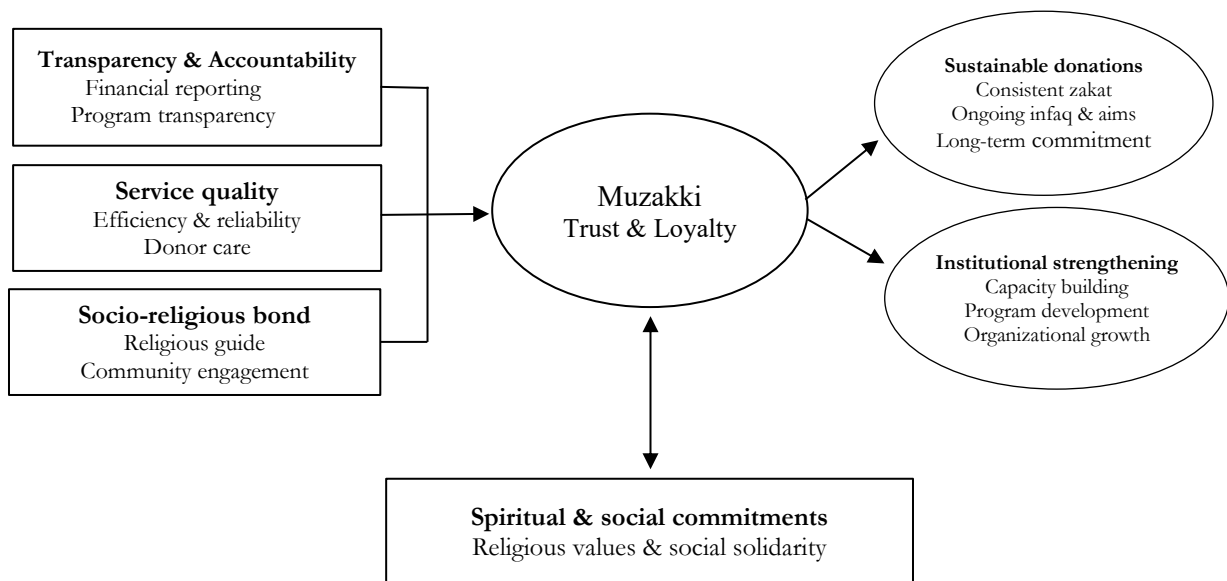 Transparency & Accountability
Financial reporting
Program transparency
Service quality
Efficiency & reliability
Donor care
Socio-religious bond
Religious guide
Community engagement
Muzakki
Trust & Loyalty
Sustainable donations
Consistent zakat
Ongoing infaq & aims
Long-term commitment
Institutional strengthening
Capacity building
Program development
Organizational growth
Spiritual & social commitments
Religious values & social solidarity